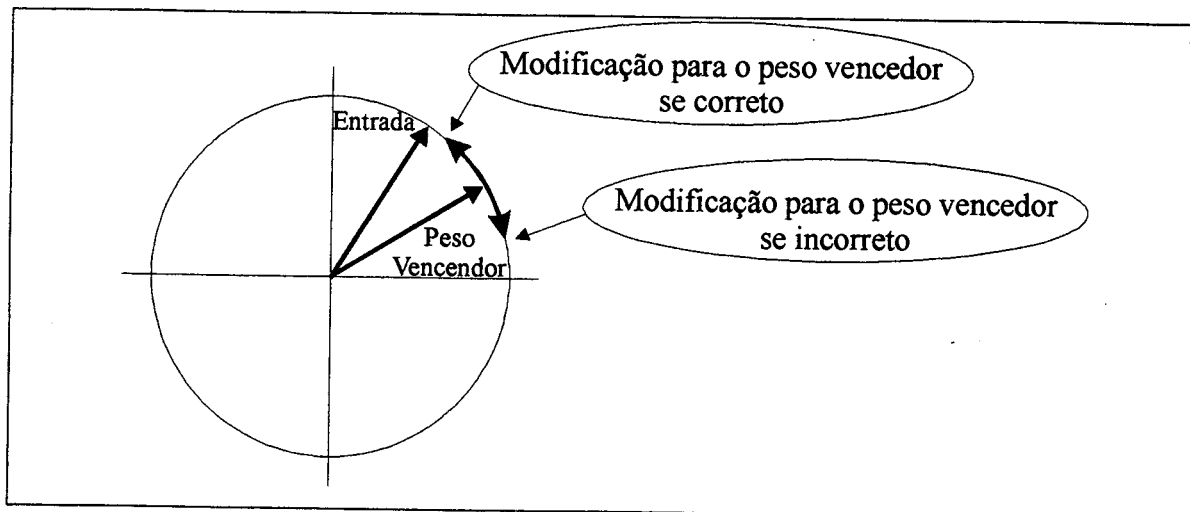 Modificação para o peso vencedor
se correto
Entrada
Modificação para o peso vencedor
se incorreto
Peso
Vencendor